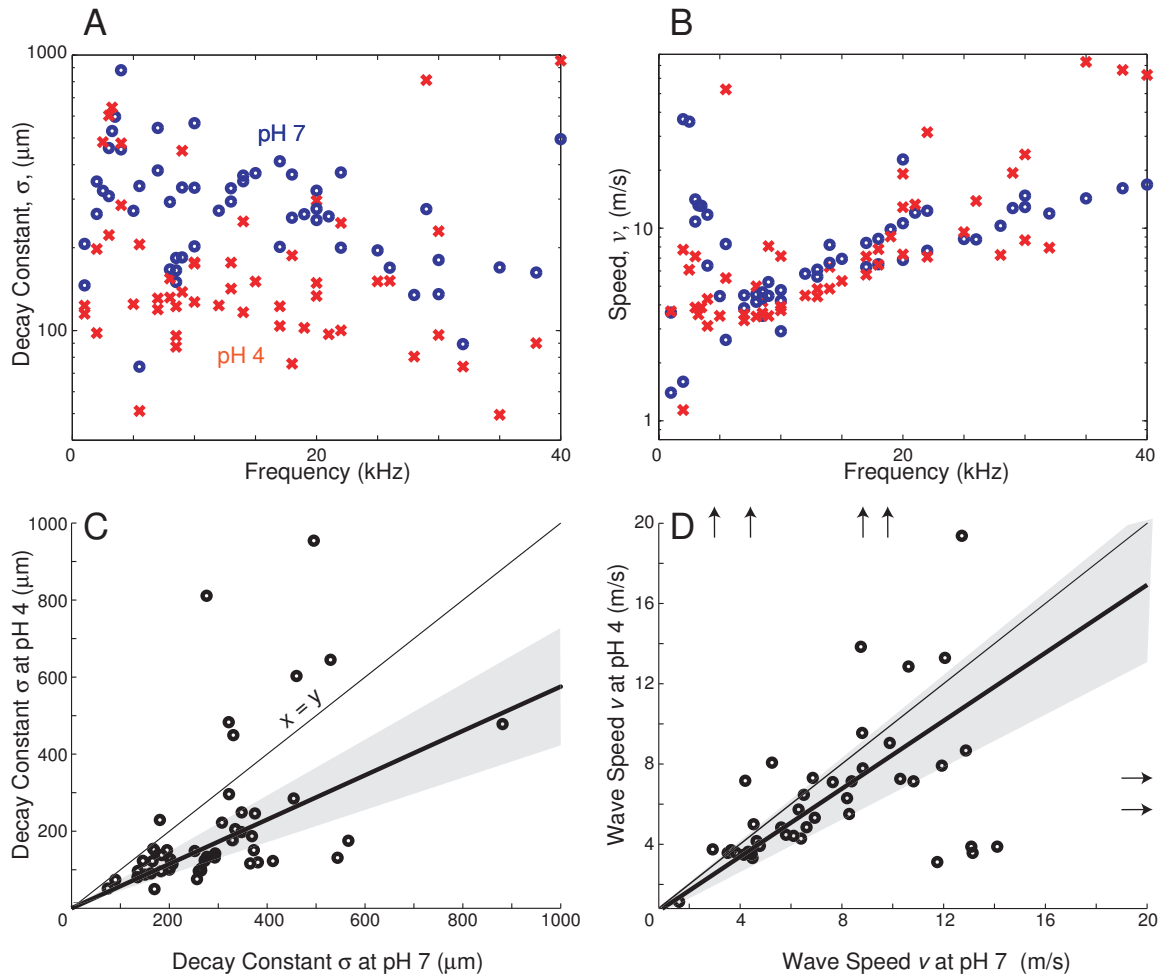 A
B
1000
100
Decay Constant, σ, (µm)
pH 7
pH 4
0
10
20
40
Frequency (kHz)
10
1
Speed, ν, (m/s)
0
20
40
Frequency (kHz)
C
D
1000
800
600
400
200
0
Decay Constant σ at pH 4 (µm)
x = y
0
200
400
600
800
1000
Decay Constant σ at pH 7 (µm)
20
16
12
8
4
Wave Speed v at pH 4 (m/s)
4
8
12
16
20
Wave Speed v at pH 7 (m/s)